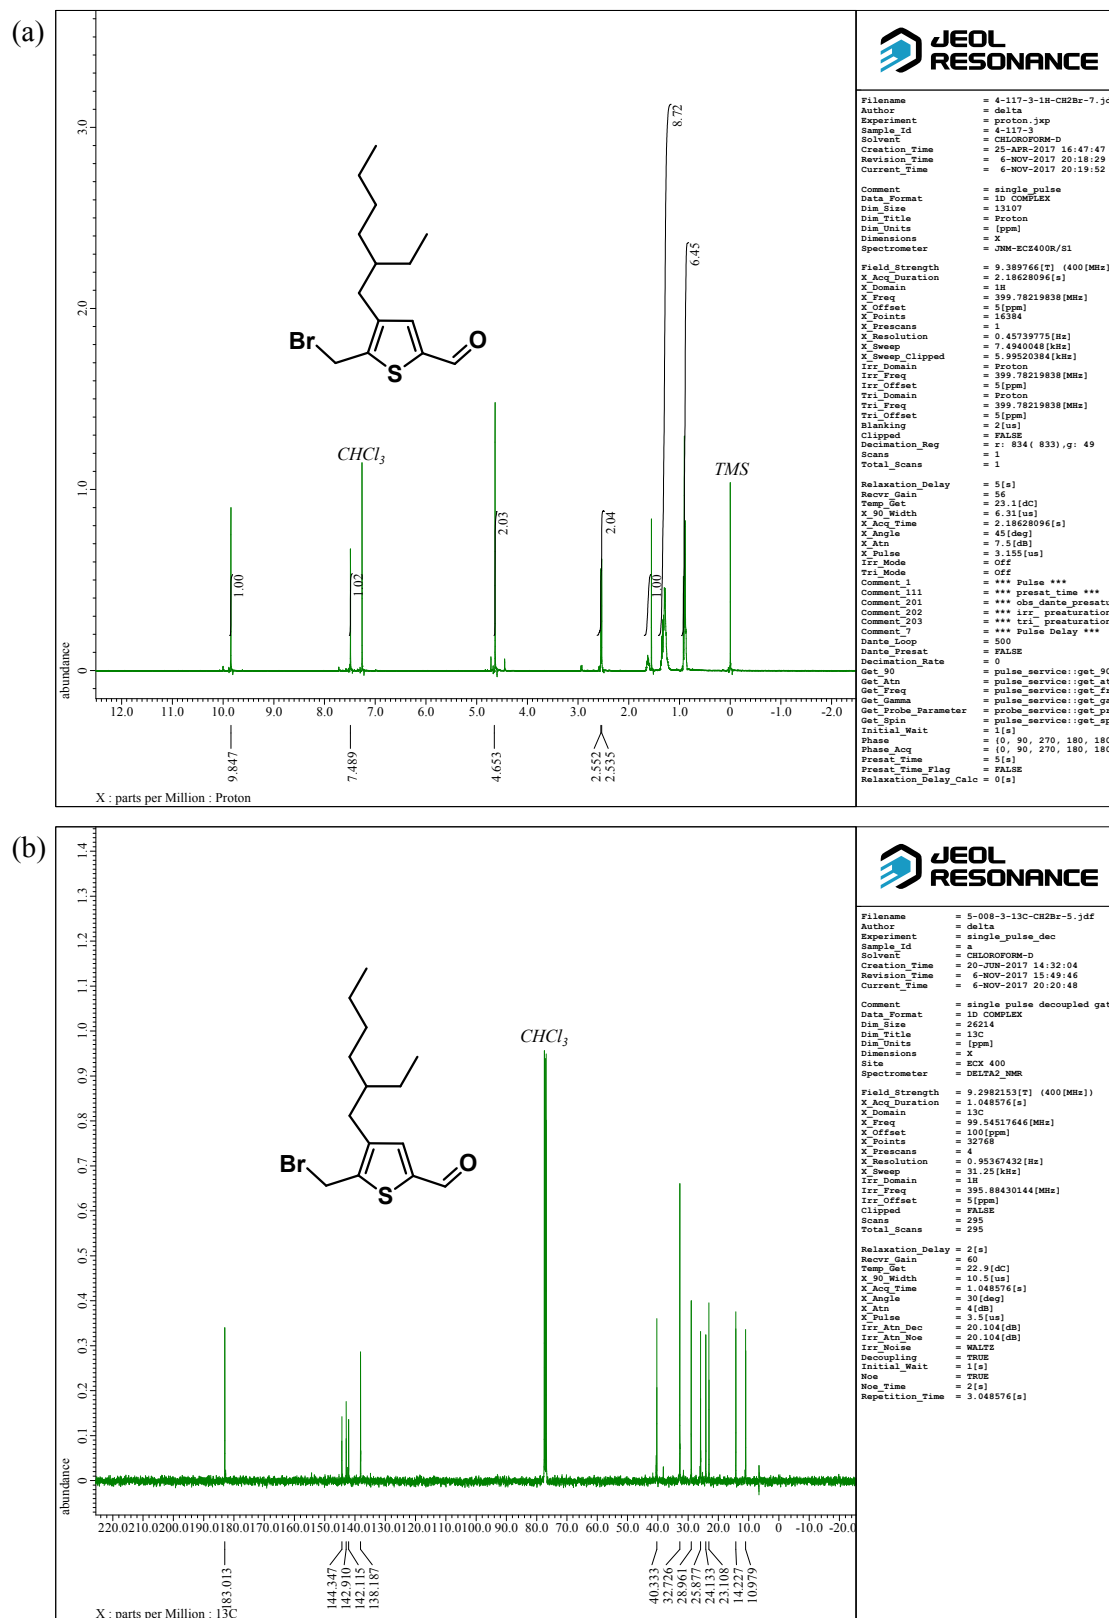 (a)
JEOL
RESONANCE
Filename = 4-117-3-1H-CH2Br-7.jd
Author = delta
Experiment = proton.jxp
Sample_Id = 4-117-3
Solvent = CHLOROFORM-D
Creation_Time = 25-APR-2017 16:47:47
Revision_Time = 6-NOV-2017 20:18:29
Current_Time = 6-NOV-2017 20:19:52
Comment = single_pulse
Data_Format = 1D COMPLEX
Dim_Size = 13107
Dim_Title = Proton
Dim_Units = [ppm]
Dimensions = X
Spectrometer = JNM-ECZ400R/S1
Field_Strength = 9.389766[T] (400[MHz]
X_Acq_Duration = 2.18628096[s]
X_Domain = 1H
X_Freq = 399.78219838[MHz]
X_Offset = 5[ppm]
X_Points = 16384
X_Prescans = 1
X_Resolution = 0.45739775[Hz]
X_Sweep = 7.4940048[kHz]
X_Sweep_Clipped = 5.99520384[kHz]
Irr_Domain = Proton
Irr_Freq = 399.78219838[MHz]
Irr_Offset = 5[ppm]
Tri_Domain = Proton
Tri_Freq = 399.78219838[MHz]
Tri_Offset = 5[ppm]
Blanking = 2[us]
Clipped = FALSE
Decimation_Reg = r: 834( 833),g: 49
Scans = 1
Total_Scans = 1
Relaxation_Delay = 5[s]
Recvr_Gain = 56
Temp_Get = 23.1[dC]
X_90_Width = 6.31[us]
X_Acq_Time = 2.18628096[s]
X_Angle = 45[deg]
X_Atn = 7.5[dB]
X_Pulse = 3.155[us]
Irr_Mode = Off
Tri_Mode = Off
Comment_1 = *** Pulse ***
Comment_111 = *** presat_time ***
Comment_201 = *** obs_dante_presatu
Comment_202 = *** irr_ preaturation
Comment_203 = *** tri_ preaturation
Comment_7 = *** Pulse Delay ***
Dante_Loop = 500
Dante_Presat = FALSE
Decimation_Rate = 0
Get_90 = pulse_service::get_90
Get_Atn = pulse_service::get_at
Get_Freq = pulse_service::get_fr
Get_Gamma = pulse_service::get_ga
Get_Probe_Parameter = probe_service::get_pr
Get_Spin = pulse_service::get_sp
Initial_Wait = 1[s]
Phase = {0, 90, 270, 180, 180
Phase_Acq = {0, 90, 270, 180, 180
Presat_Time = 5[s]
Presat_Time_Flag = FALSE
Relaxation_Delay_Calc = 0[s]
3.0
2.0
1.0
0
abundance
Br
S
O
CHCl3
TMS
1.00
1.02
2.03
2.04
1.00
8.72
6.45
12.0 11.0 10.0 9.0 8.0 7.0 6.0 5.0 4.0 3.0 2.0 1.0 0 -1.0 -2.0
9.847
7.489
4.653
2.552
2.535
X : parts per Million : Proton
(b)
JEOL
RESONANCE
Filename = 5-008-3-13C-CH2Br-5.jdf
Author = delta
Experiment = single_pulse_dec
Sample_Id = a
Solvent = CHLOROFORM-D
Creation_Time = 20-JUN-2017 14:32:04
Revision_Time = 6-NOV-2017 15:49:46
Current_Time = 6-NOV-2017 20:20:48
Comment = single pulse decoupled gat
Data_Format = 1D COMPLEX
Dim_Size = 26214
Dim_Title = 13C
Dim_Units = [ppm]
Dimensions = X
Site = ECX 400
Spectrometer = DELTA2_NMR
Field_Strength = 9.2982153[T] (400[MHz])
X_Acq_Duration = 1.048576[s]
X_Domain = 13C
X_Freq = 99.54517646[MHz]
X_Offset = 100[ppm]
X_Points = 32768
X_Prescans = 4
X_Resolution = 0.95367432[Hz]
X_Sweep = 31.25[kHz]
Irr_Domain = 1H
Irr_Freq = 395.88430144[MHz]
Irr_Offset = 5[ppm]
Clipped = FALSE
Scans = 295
Total_Scans = 295
Relaxation_Delay = 2[s]
Recvr_Gain = 60
Temp_Get = 22.9[dC]
X_90_Width = 10.5[us]
X_Acq_Time = 1.048576[s]
X_Angle = 30[deg]
X_Atn = 4[dB]
X_Pulse = 3.5[us]
Irr_Atn_Dec = 20.104[dB]
Irr_Atn_Noe = 20.104[dB]
Irr_Noise = WALTZ
Decoupling = TRUE
Initial_Wait = 1[s]
Noe = TRUE
Noe_Time = 2[s]
Repetition_Time = 3.048576[s]
1.4
1.3
1.2
1.1
1.0
0.9
0.8
0.7
0.6
0.5
0.4
0.3
0.2
0.1
0
abundance
Br
S
O
CHCl3
220.0 210.0 200.0 190.0 180.0 170.0 160.0 150.0 140.0 130.0 120.0 110.0 100.0 90.0 80.0 70.0 60.0 50.0 40.0 30.0 20.0 10.0 0 -10.0 -20.0
183.013
144.347
142.910
142.115
138.187
40.333
32.726
28.961
25.877
24.133
23.108
14.227
10.979
X : parts per Million : 13C